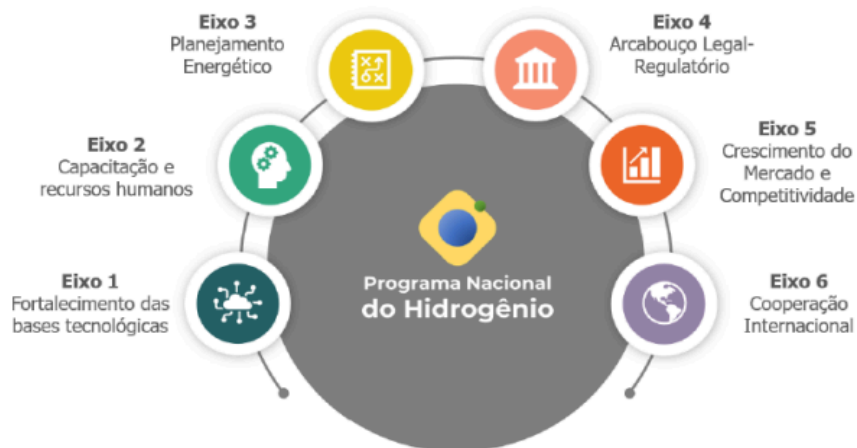 Eixo 1
Fortalecimento das
bases tecnológicas
Eixo 2
Capacitação e
recursos humanos
Eixo 3
Planejamento
Energético
Eixo 4
Arcabouço Legal-
Regulatório
Eixo 5
Crescimento do
Mercado e
Competitividade
Eixo 6
Cooperação
Internacional
Programa Nacional
do Hidrogênio